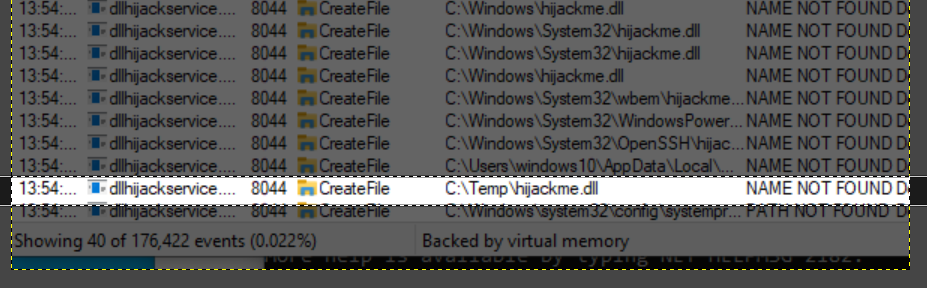 13:54:... dllhijackservice.... 8044 CreateFile C:\Windows\hijackme.dll NAME NOT FOUND D
13:54:... dllhijackservice.... 8044 CreateFile C:\Windows\System32\hijackme.dll NAME NOT FOUND D
13:54:... dllhijackservice.... 8044 CreateFile C:\Windows\System32\hijackme.dll NAME NOT FOUND D
13:54:... dllhijackservice.... 8044 CreateFile C:\Windows\hijackme.dll NAME NOT FOUND D
13:54:... dllhijackservice.... 8044 CreateFile C:\Windows\System32\wbem\hijackme... NAME NOT FOUND D
13:54:... dllhijackservice.... 8044 CreateFile C:\Windows\System32\WindowsPower... NAME NOT FOUND D
13:54:... dllhijackservice.... 8044 CreateFile C:\Windows\System32\OpenSSH\hijac... NAME NOT FOUND D
13:54:... dllhijackservice.... 8044 CreateFile C:\Users\windows10\AppData\Local\... NAME NOT FOUND D
13:54:... dllhijackservice.... 8044 CreateFile C:\Temp\hijackme.dll NAME NOT FOUND D
13:54:... dllhijackservice.... 8044 CreateFile C:\Windows\system32\config\systempr... PATH NOT FOUND D
Showing 40 of 176,422 events (0.022%) Backed by virtual memory
More help is available by typing NET HELPMSG 2182.